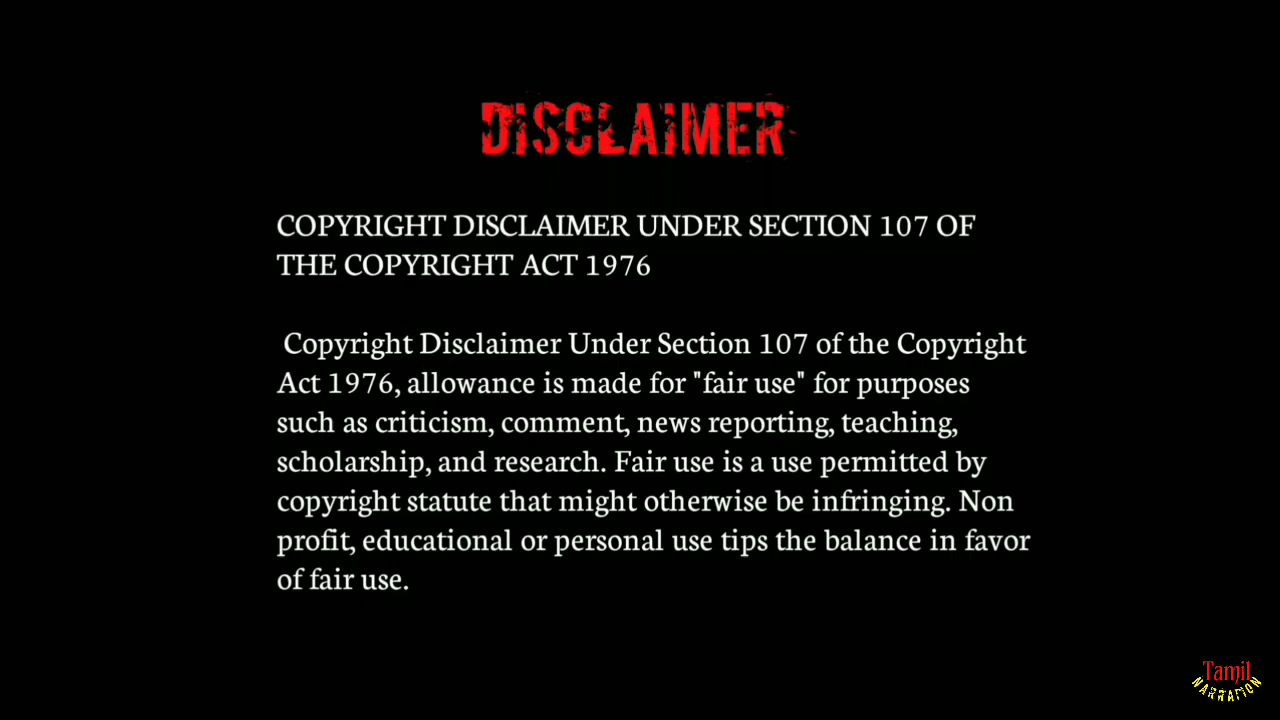 DISCLAIMER
COPYRIGHT DISCLAIMER UNDER SECTION 107 OF
THE COPYRIGHT ACT 1976
Copyright Disclaimer Under Section 107 of the Copyright
Act 1976, allowance is made for "fair use" for purposes
such as criticism, comment, news reporting, teaching,
scholarship, and research. Fair use is a use permitted by
copyright statute that might otherwise be infringing. Non
profit, educational or personal use tips the balance in favor
of fair use.
Tamil
NARRATION